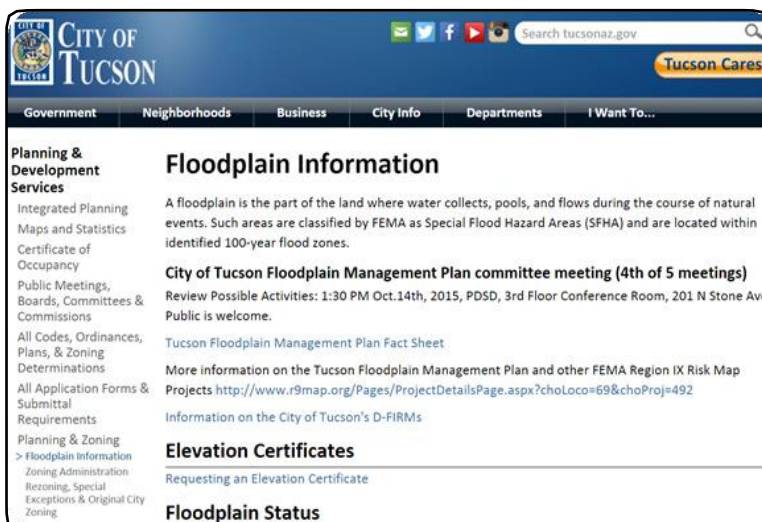 CITY OF
TUCSON
CITY OF
TUCSON
Search tucsonaz.gov
Tucson Cares
Government Neighborhoods Business City Info Departments I Want To...
Planning &
Development
Services
Integrated Planning
Maps and Statistics
Certificate of
Occupancy
Public Meetings,
Boards, Committees &
Commissions
All Codes, Ordinances,
Plans, & Zoning
Determinations
All Application Forms &
Submittal
Requirements
Planning & Zoning
> Floodplain Information
Zoning Administration
Rezoning, Special
Exceptions & Original City
Zoning
Floodplain Information
A floodplain is the part of the land where water collects, pools, and flows during the course of natural
events. Such areas are classified by FEMA as Special Flood Hazard Areas (SFHA) and are located within
identified 100-year flood zones.
City of Tucson Floodplain Management Plan committee meeting (4th of 5 meetings)
Review Possible Activities: 1:30 PM Oct.14th, 2015, PDSD, 3rd Floor Conference Room, 201 N Stone Av
Public is welcome.
Tucson Floodplain Management Plan Fact Sheet
More information on the Tucson Floodplain Management Plan and other FEMA Region IX Risk Map
Projects http://www.r9map.org/Pages/ProjectDetailsPage.aspx?choLoco=69&choProj=492
Information on the City of Tucson's D-FIRMs
Elevation Certificates
Requesting an Elevation Certificate
Floodplain Status